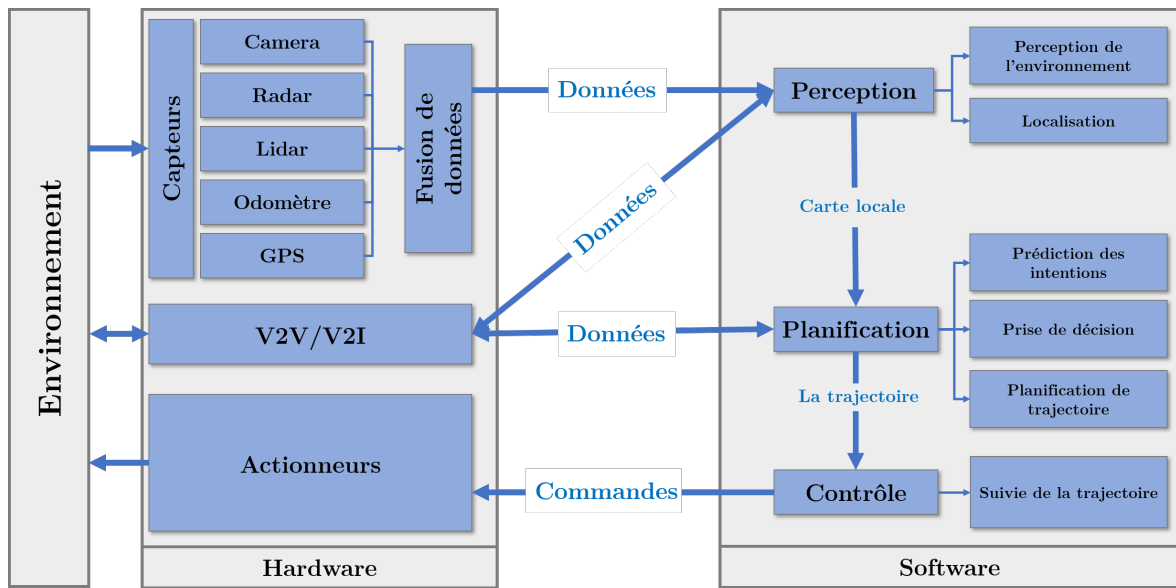 Environnement
Capteurs
Camera
Radar
Lidar
Odomètre
GPS
Fusion de
données
V2V/V2I
Actionneurs
Hardware
Données
Données
Données
Commandes
Perception
Perception de
l'environnement
Localisation
Carte locale
Planification
Prédiction des
intentions
Prise de décision
Planification de
trajectoire
La trajectoire
Contrôle
Suivie de la trajectoire
Software